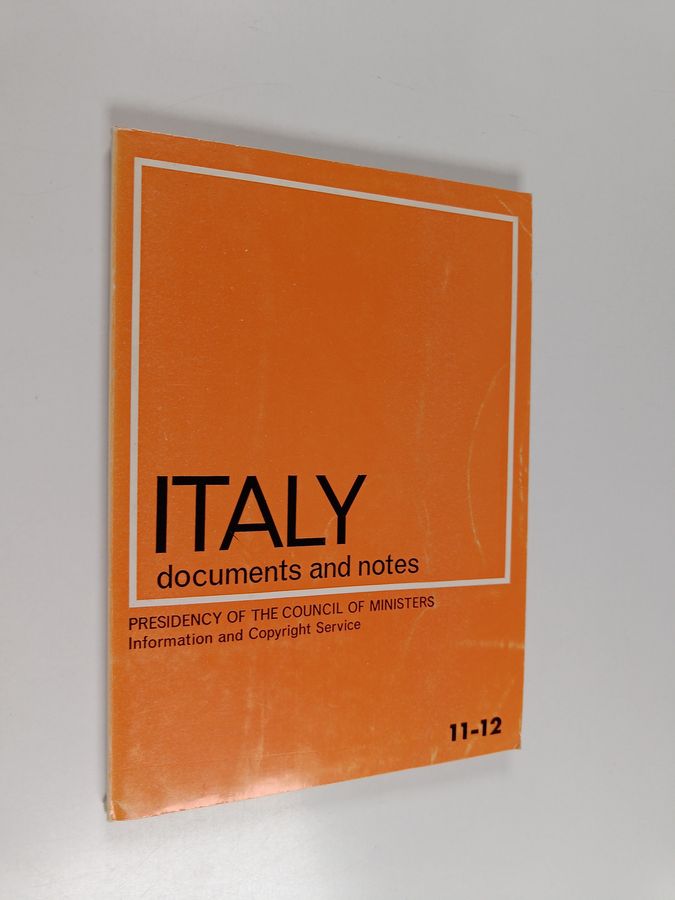 ITALY
documents and notes
PRESIDENCY OF THE COUNCIL OF MINISTERS
Information and Copyright Service
11-12